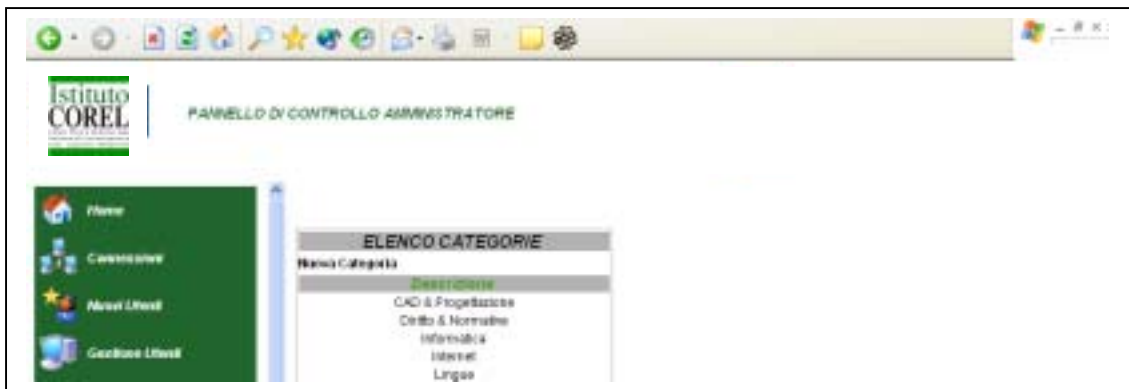 Istituto
COREL
PANNELLO DI CONTROLLO AMMINISTRATORE
Home
Connessioni
Nuovi Utenti
Gestione Utenti
ELENCO CATEGORIE
Nuova Categoria
Descrizione
CAD & Progettazione
Diritto & Normative
Informatica
Internet
Lingue